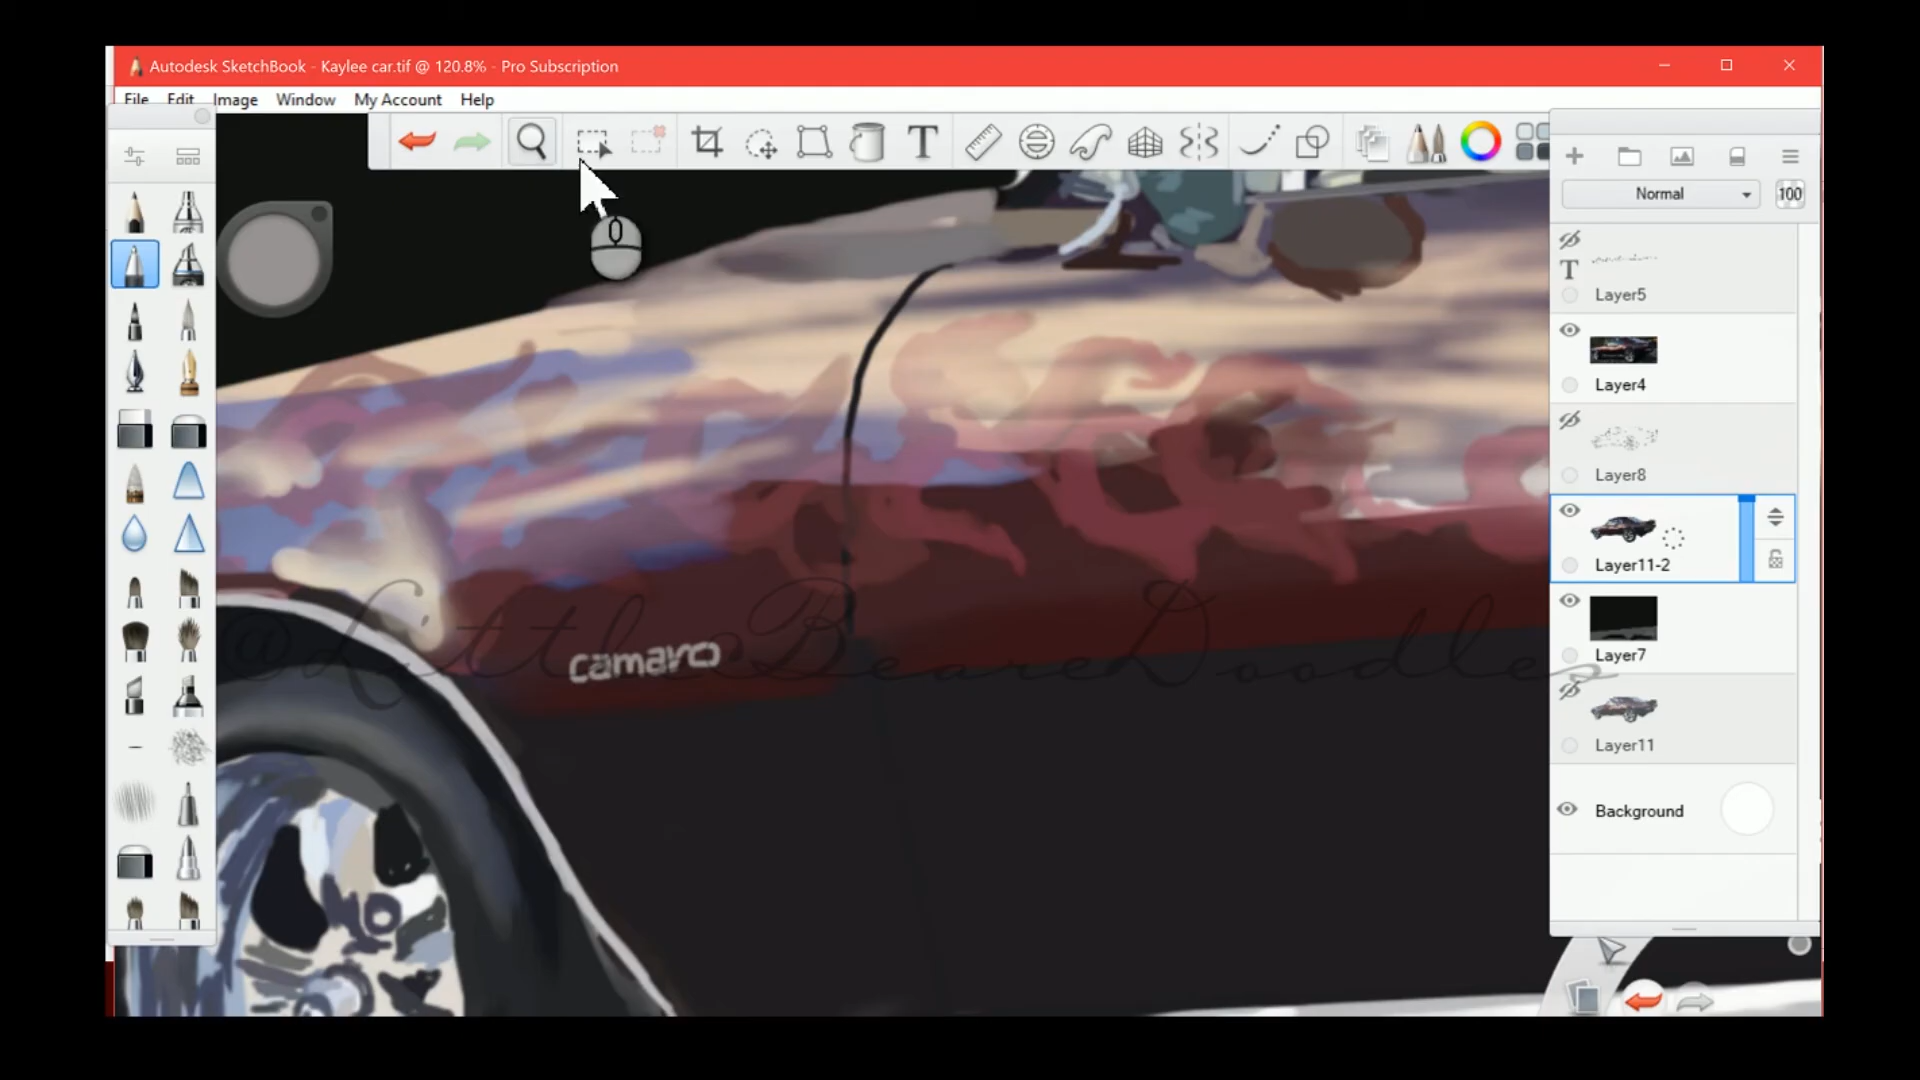 Autodesk SketchBook - Kaylee car.tif @ 120.8% - Pro Subscription
File Edit Image Window My Account Help
T
Normal 100
T
Layer5
Layer4
Layer8
Layer11-2
Layer7
Layer11
Background
camaro
@LittleBeareDoodles